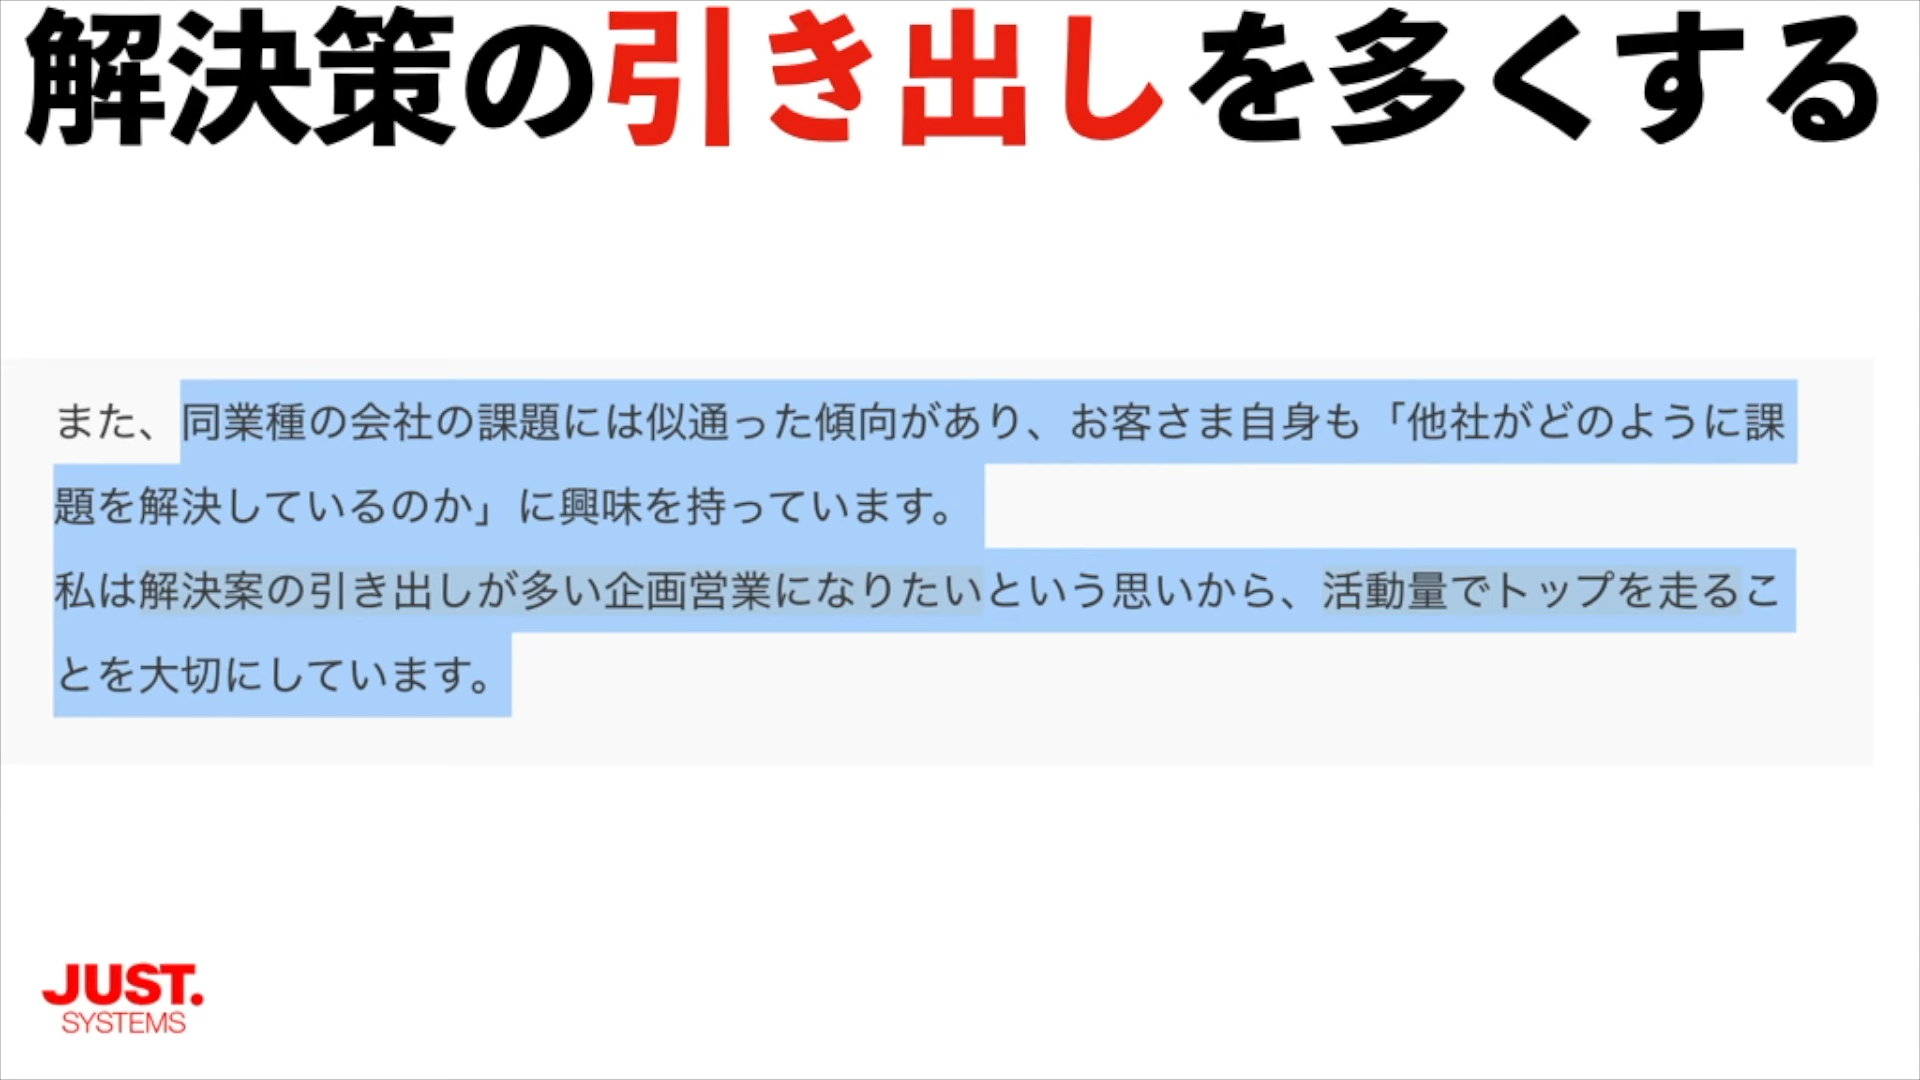 解決策の引き出しを多くする
また、同業種の会社の課題には似通った傾向があり、お客さま自身も「他社がどのように課
題を解決しているのか」に興味を持っています。
私は解決案の引き出しが多い企画営業になりたいという思いから、活動量でトップを走るこ
とを大切にしています。
JUST.
SYSTEMS